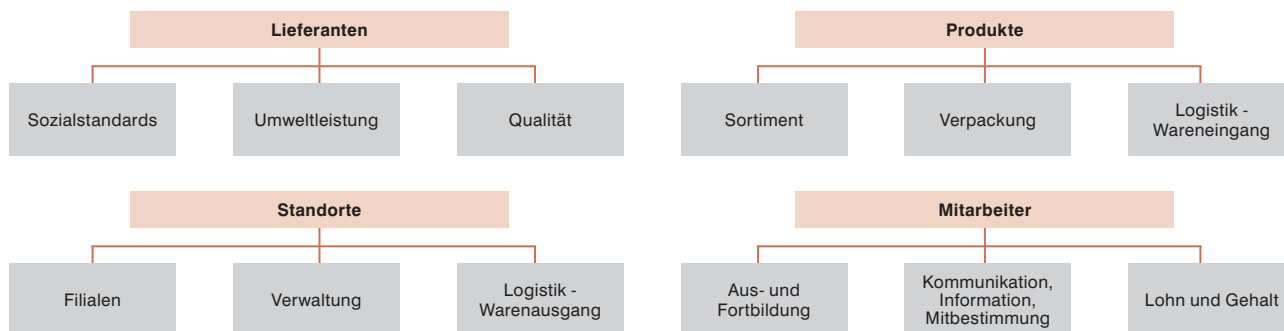 Lieferanten
Sozialstandards
Umweltleistung
Qualität
Produkte
Sortiment
Verpackung
Logistik -
Wareneingang
Standorte
Filialen
Verwaltung
Logistik -
Warenausgang
Mitarbeiter
Aus- und
Fortbildung
Kommunikation,
Information,
Mitbestimmung
Lohn und Gehalt